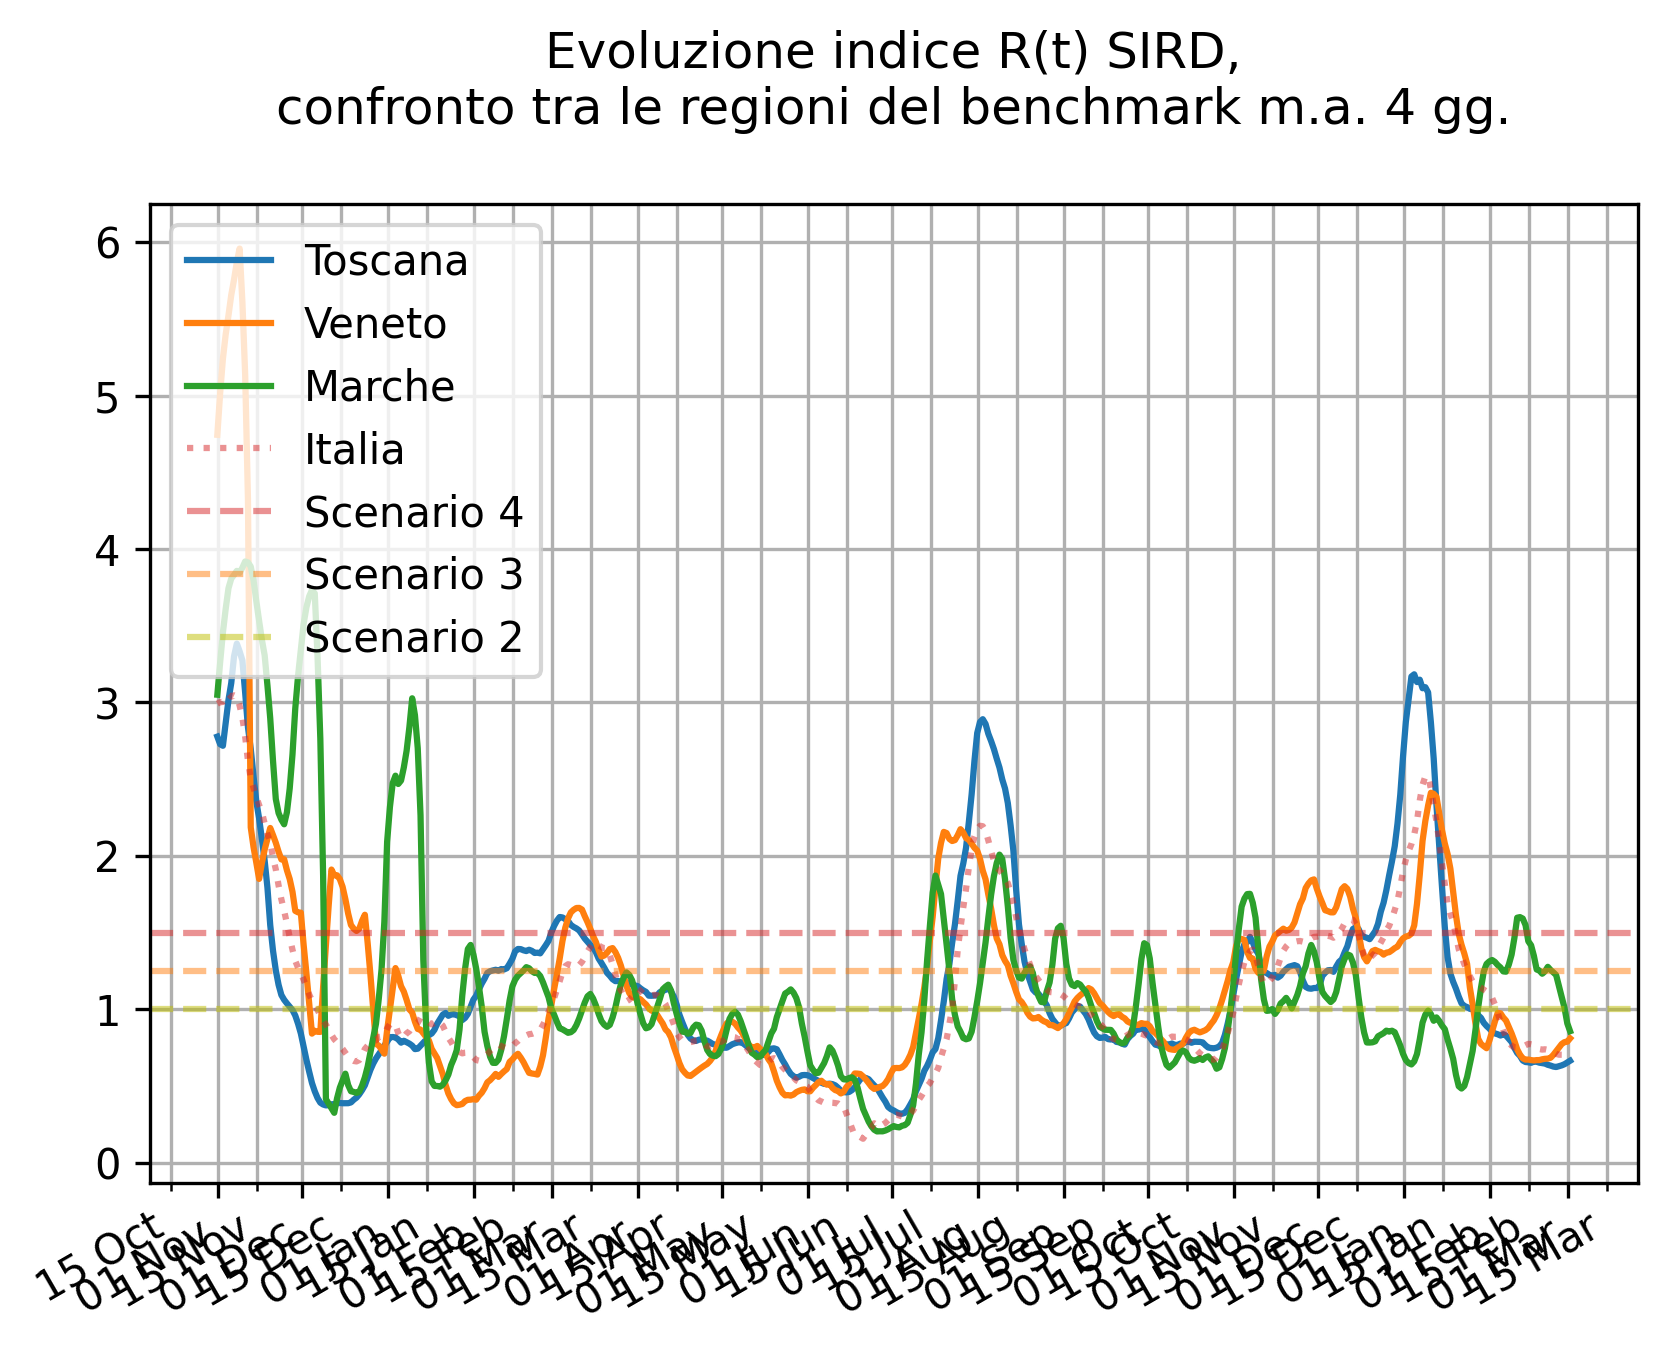 Evoluzione indice R(t) SIRD,
confronto tra le regioni del benchmark m.a. 4 gg.
6
5
4
3
2
1
0
Toscana
Veneto
Marche
Italia
Scenario 4
Scenario 3
Scenario 2
15 Oct
01 Nov
15 Nov
01 Dec
15 Dec
01 Jan
15 Jan
01 Feb
15 Feb
01 Mar
15 Mar
01 Apr
15 Apr
01 May
15 May
01 Jun
15 Jun
01 Jul
15 Jul
01 Aug
15 Aug
01 Sep
15 Sep
01 Oct
15 Oct
01 Nov
15 Nov
01 Dec
15 Dec
01 Jan
15 Jan
01 Feb
15 Feb
01 Mar
15 Mar